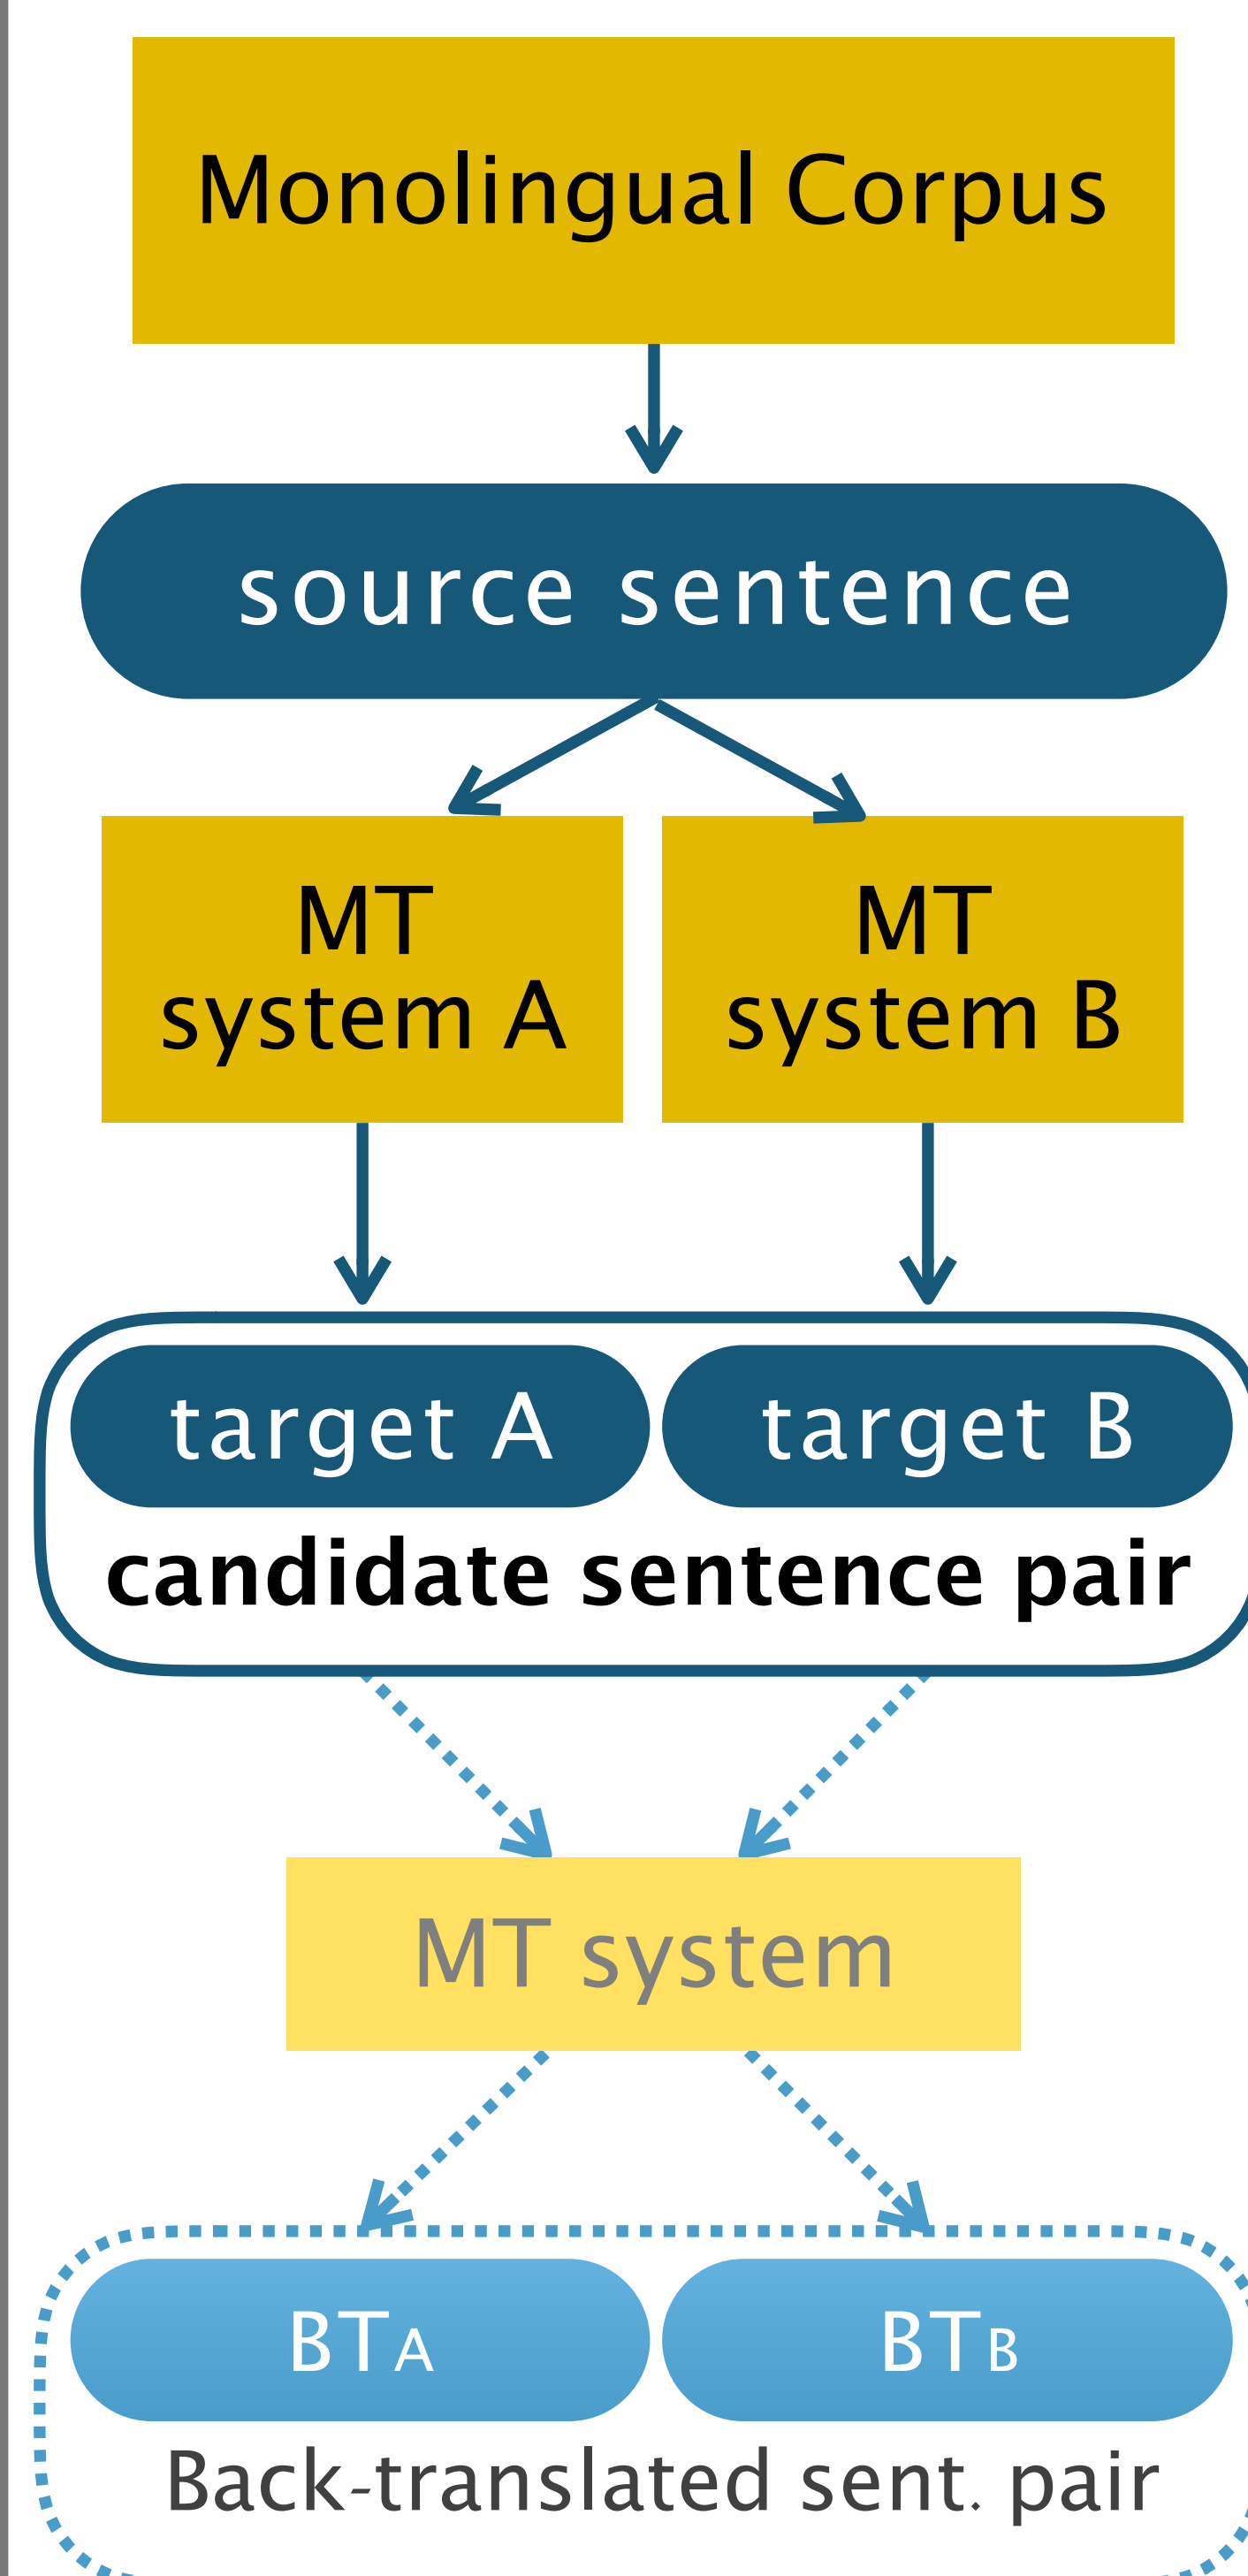 Monolingual Corpus
source sentence
MT
system A
MT
system B
target A
target B
candidate sentence pair
MT system
BTA
BTB
Back-translated sent. pair